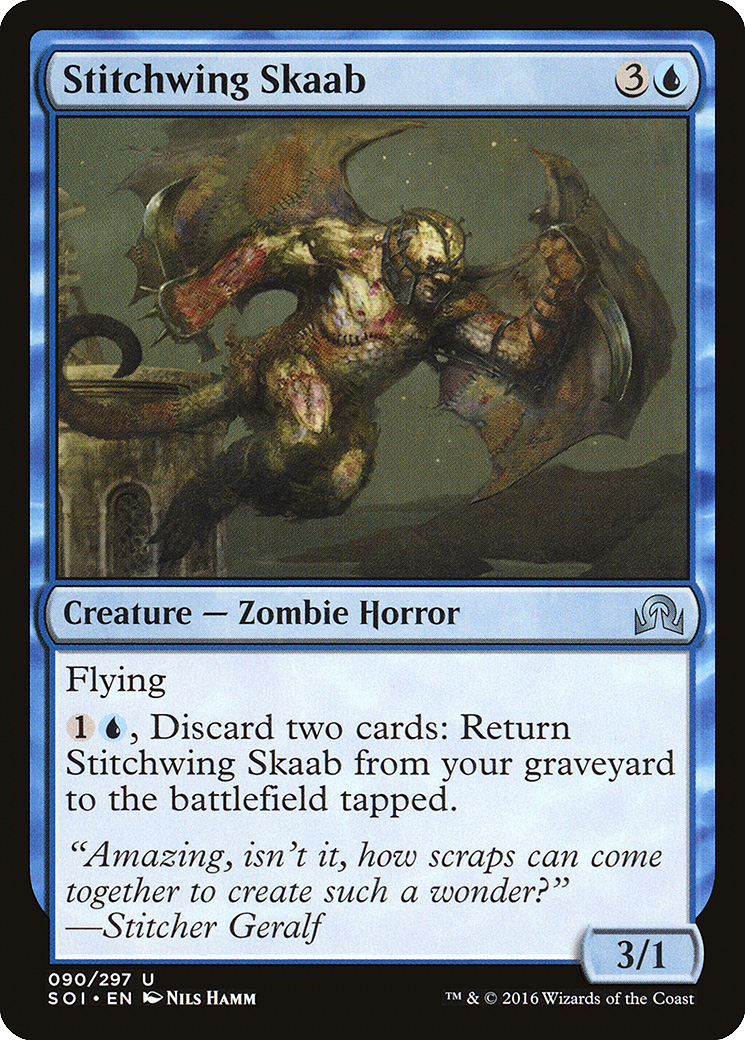 Stitchwing Skaab 3
Creature — Zombie Horror
Flying
1, Discard two cards: Return
Stitchwing Skaab from your graveyard
to the battlefield tapped.
“Amazing, isn’t it, how scraps can come
together to create such a wonder?”
—Stitcher Geralf
3/1
090/297 U
SOI • EN Nils Hamm
™ & © 2016 Wizards of the Coast